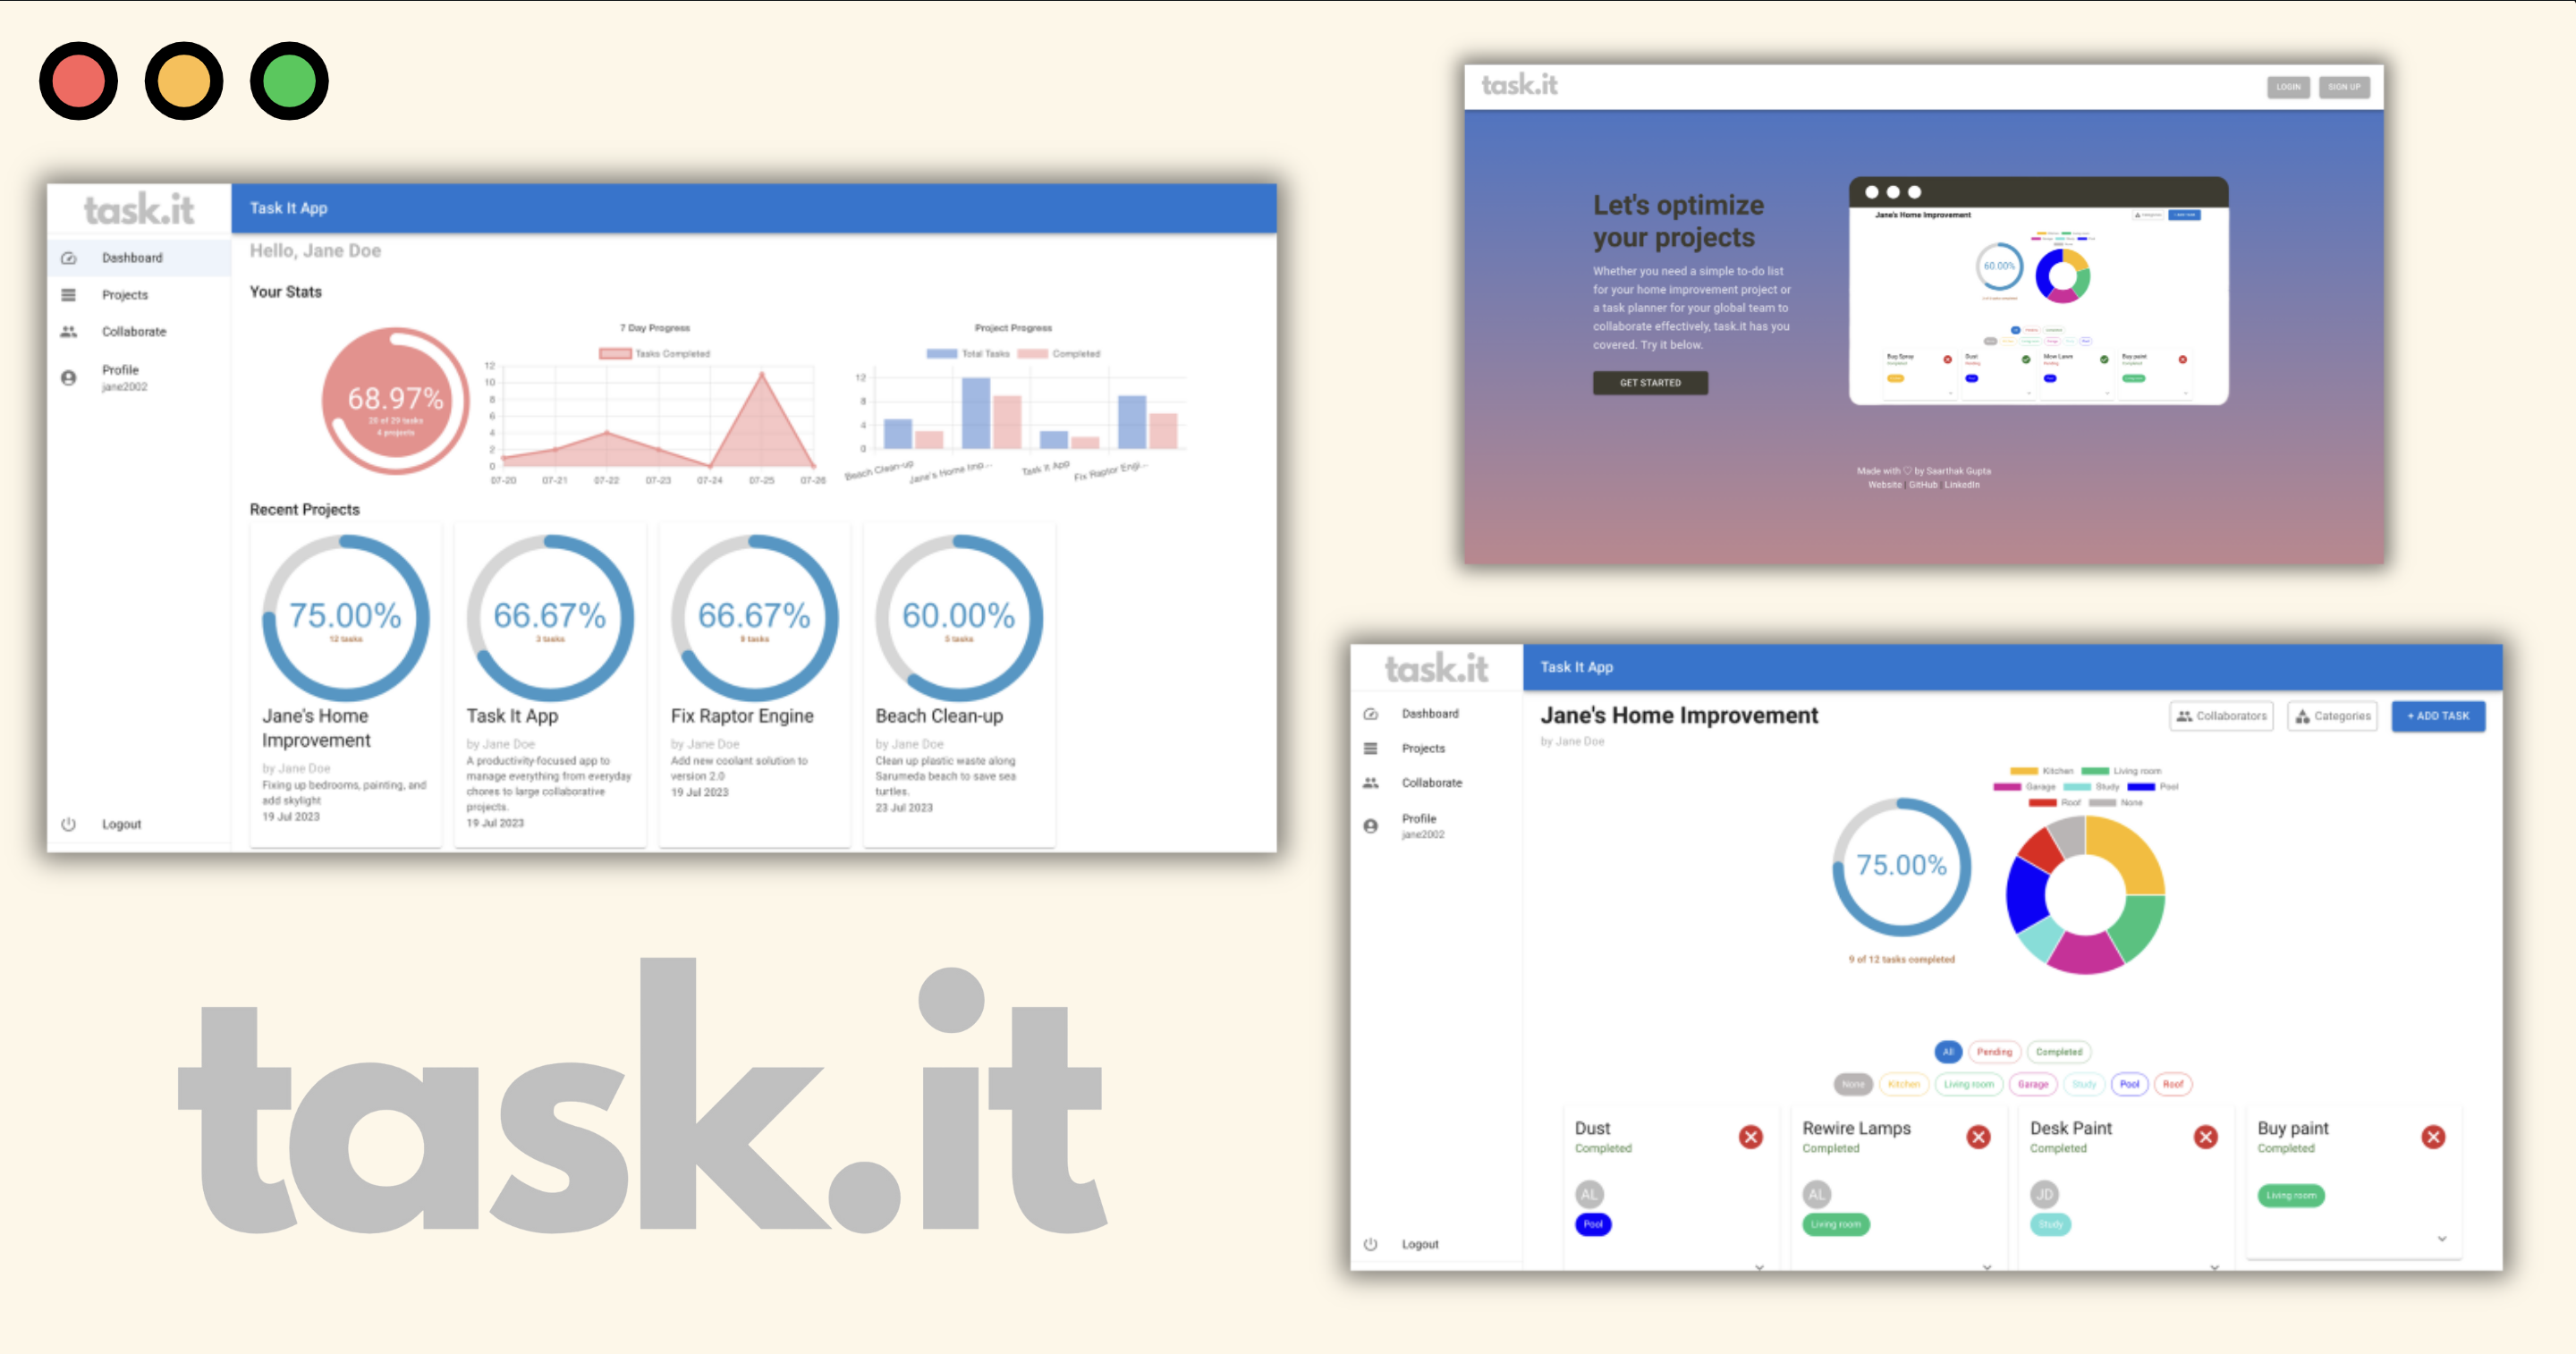 task.it
Task It App
Hello, Jane Doe
Dashboard
Projects
Collaborate
Profile
jane2002
Logout
Your Stats
68.97%
20 of 29 tasks
4 projects
7 Day Progress
Tasks Completed
12
10
8
6
4
2
0
07-20 07-21 07-22 07-23 07-24 07-25 07-26
Project Progress
Total Tasks Completed
12
8
4
0
Beach Clean-up Jane's Home Imp... Task It App Fix Raptor Engi...
Recent Projects
75.00%
12 tasks
Jane's Home
Improvement
by Jane Doe
Fixing up bedrooms, painting, and
add skylight
19 Jul 2023
66.67%
3 tasks
Task It App
by Jane Doe
A productivity-focused app to
manage everything from everyday
chores to large collaborative
projects.
19 Jul 2023
66.67%
9 tasks
Fix Raptor Engine
by Jane Doe
Add new coolant solution to
version 2.0
19 Jul 2023
60.00%
5 tasks
Beach Clean-up
by Jane Doe
Clean up plastic waste along
Sarumeda beach to save sea
turtles.
23 Jul 2023
task.it
LOGIN SIGN UP
Let's optimize
your projects
Whether you need a simple to-do list
for your home improvement project or
a task planner for your global team to
collaborate effectively, task.it has you
covered. Try it below.
GET STARTED
Jane's Home Improvement
Categories
+ ADD TASK
60.00%
Bug Spray
Completed
Dust
Pending
Mow Lawn
Pending
Buy paint
Completed
Made with ♡ by Saarthak Gupta
Website | GitHub | LinkedIn
task.it
Task It App
Dashboard
Projects
Collaborate
Profile
jane2002
Logout
Jane's Home Improvement
by Jane Doe
Collaborators
Categories
+ ADD TASK
75.00%
9 of 12 tasks completed
Kitchen Living room
Garage Study Pool
Roof None
All Pending Completed
None Kitchen Living room Garage Study Pool Roof
Dust
Completed
AL
Pool
Rewire Lamps
Completed
AL
Living room
Desk Paint
Completed
JD
Study
Buy paint
Completed
Living room
task.it